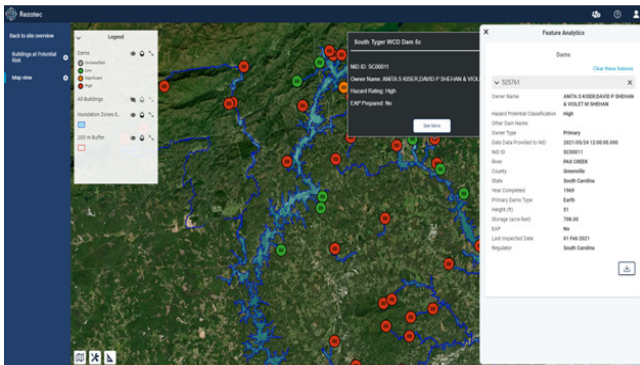 Rezatec
Back to site overview
Buildings at Potential
Risk
Map view
Legend
Dams
Unclassified
Low
Significant
High
All Buildings
Inundation Zones S...
200 m Buffer
South Tyger WCD Dam 5c
NID ID: SC00011
Owner Name: ANITA S KISER,DAVID P SHEHAN & VIOL
Hazard Rating: High
EAP Prepared: No
See More
Feature Analytics
Dams
Clear these features
525761
Owner Name ANITA S KISER,DAVID P SHEHAN
& VIOLET M SHEHAN
Hazard Potential Classification High
Other Dam Name
Owner Type Primary
Date Data Provided to NID 2021/05/24 12:00:00.000
NID ID SC00011
River PAX CREEK
County Greenville
State South Carolina
Year Completed 1969
Primary Dams Type Earth
Height (ft) 51
Storage (acre-feet) 708.00
EAP No
Last Inspected Date 01 Feb 2021
Regulator South Carolina